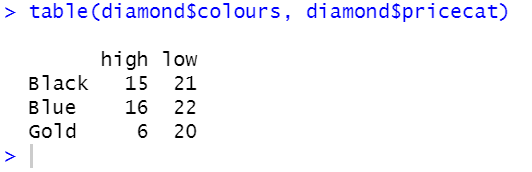 > table(diamond$colours, diamond$pricecat)
high low
Black 15 21
Blue 16 22
Gold 6 20
>